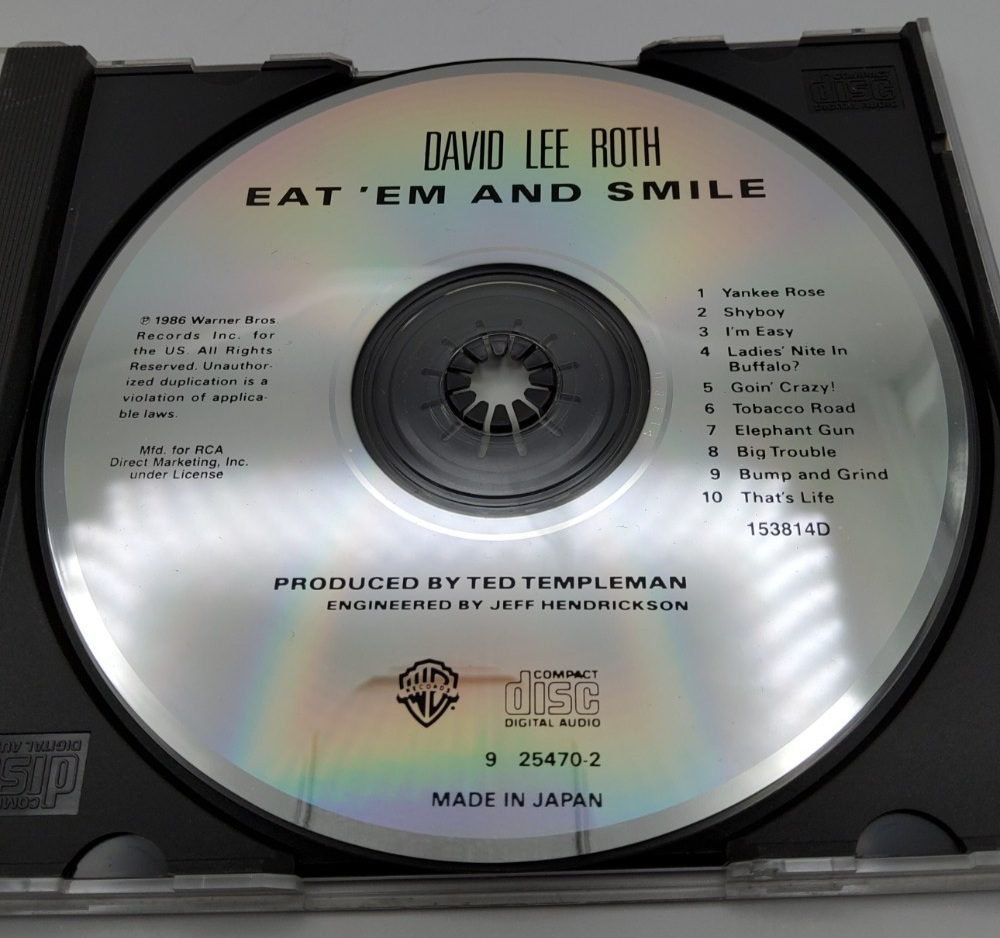 COMPACT
disc
DIGITAL AUDIO
DAVID LEE ROTH
EAT 'EM AND SMILE
℗ 1986 Warner Bros.
Records Inc. for
the US. All Rights
Reserved. Unauthor-
ized duplication is a
violation of applica-
ble laws.
Mfd. for RCA
Direct Marketing, Inc.
under License
1 Yankee Rose
2 Shyboy
3 I'm Easy
4 Ladies' Nite In
Buffalo?
5 Goin' Crazy!
6 Tobacco Road
7 Elephant Gun
8 Big Trouble
9 Bump and Grind
10 That's Life
153814D
PRODUCED BY TED TEMPLEMAN
ENGINEERED BY JEFF HENDRICKSON
WB
RECORDS
COMPACT
disc
DIGITAL AUDIO
9 25470-2
MADE IN JAPAN